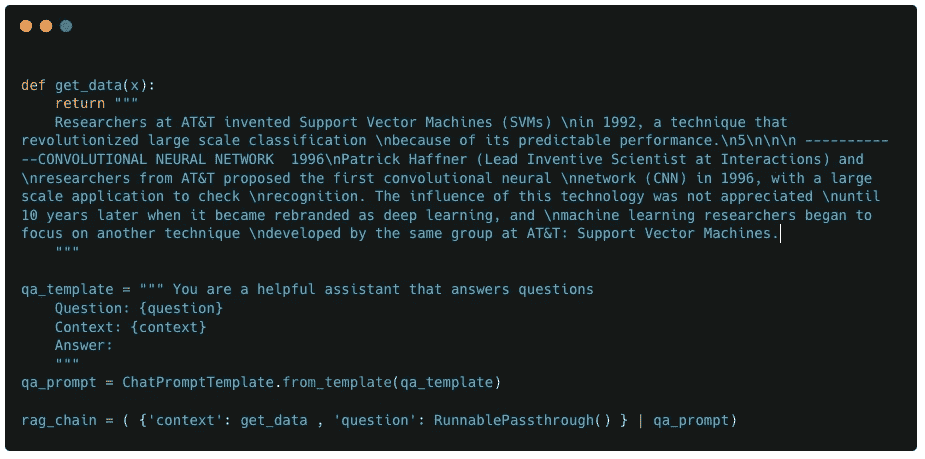 def get_data(x):
    return """
    Researchers at AT&T invented Support Vector Machines (SVMs) \nin 1992, a technique that
revolutionized large scale classification \nbecause of its predictable performance.\n5\n\n\n -----------
--CONVOLUTIONAL NEURAL NETWORK  1996\nPatrick Haffner (Lead Inventive Scientist at Interactions) and
\nresearchers from AT&T proposed the first convolutional neural \nnetwork (CNN) in 1996, with a large
scale application to check \nrecognition. The influence of this technology was not appreciated \nuntil
10 years later when it became rebranded as deep learning, and \nmachine learning researchers began to
focus on another technique \ndeveloped by the same group at AT&T: Support Vector Machines.
    """
qa_template = """ You are a helpful assistant that answers questions
    Question: {question}
    Context: {context}
    Answer:
    """
qa_prompt = ChatPromptTemplate.from_template(qa_template)
rag_chain = ( {'context': get_data , 'question': RunnablePassthrough() } | qa_prompt)